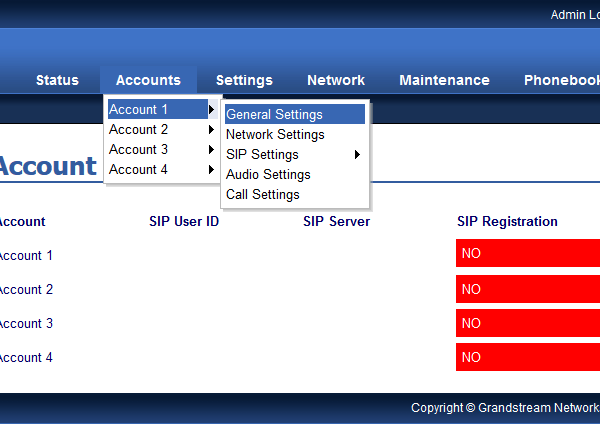 Admin Lo
Status Accounts Settings Network Maintenance Phonebook
Account 1
Account 2
Account 3
Account 4
General Settings
Network Settings
SIP Settings
Audio Settings
Call Settings
Account
Account SIP User ID SIP Server SIP Registration
Account 1 NO
Account 2 NO
Account 3 NO
Account 4 NO
Copyright © Grandstream Network